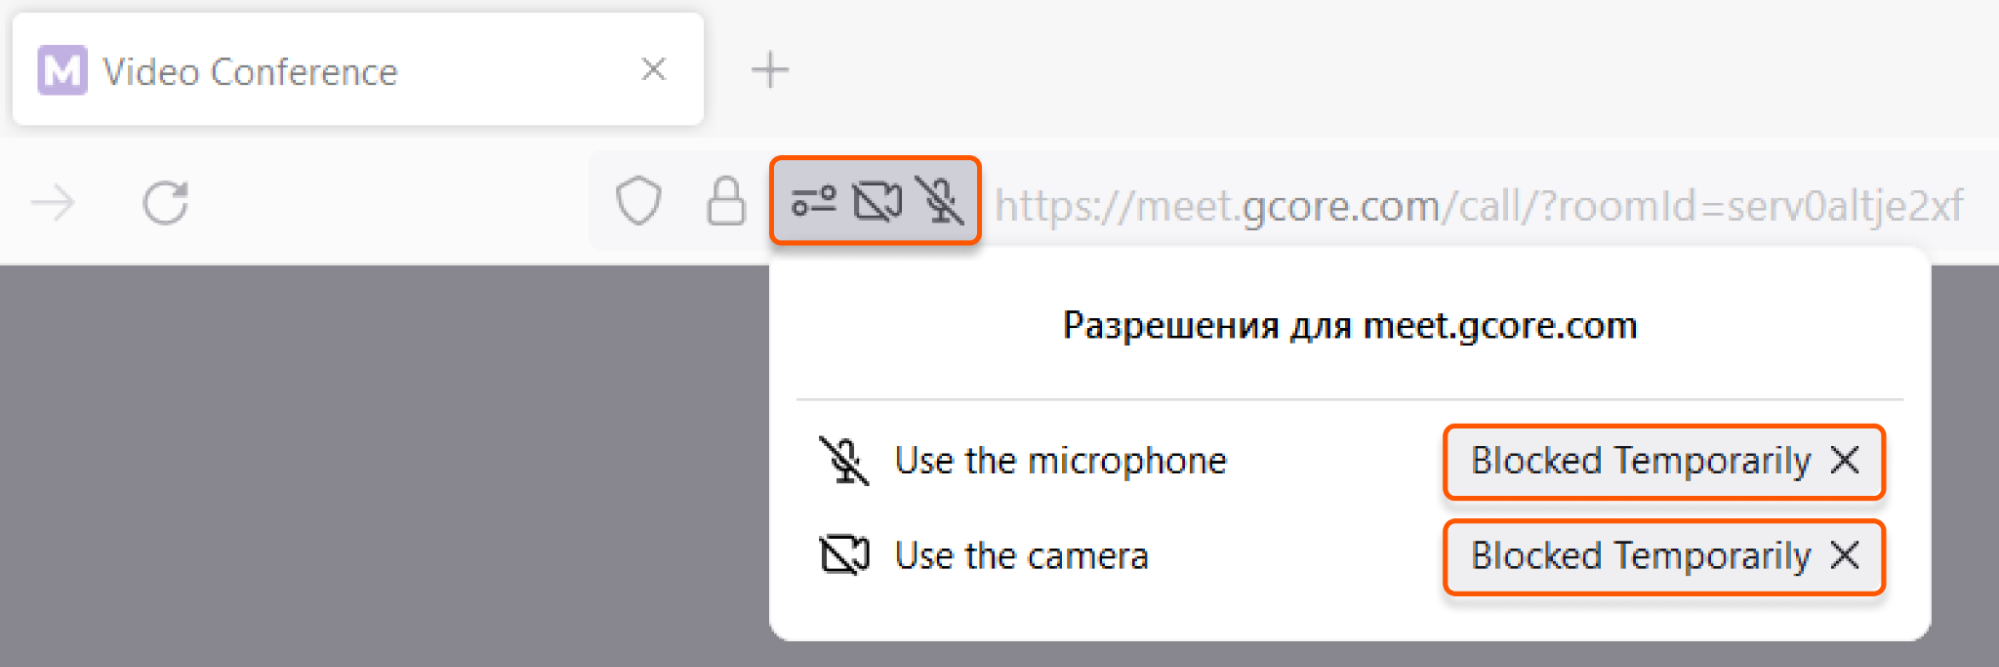 M Video Conference
https://meet.gcore.com/call/?roomId=serv0altje2xf
Разрешения для meet.gcore.com
Use the microphone Blocked Temporarily
Use the camera Blocked Temporarily